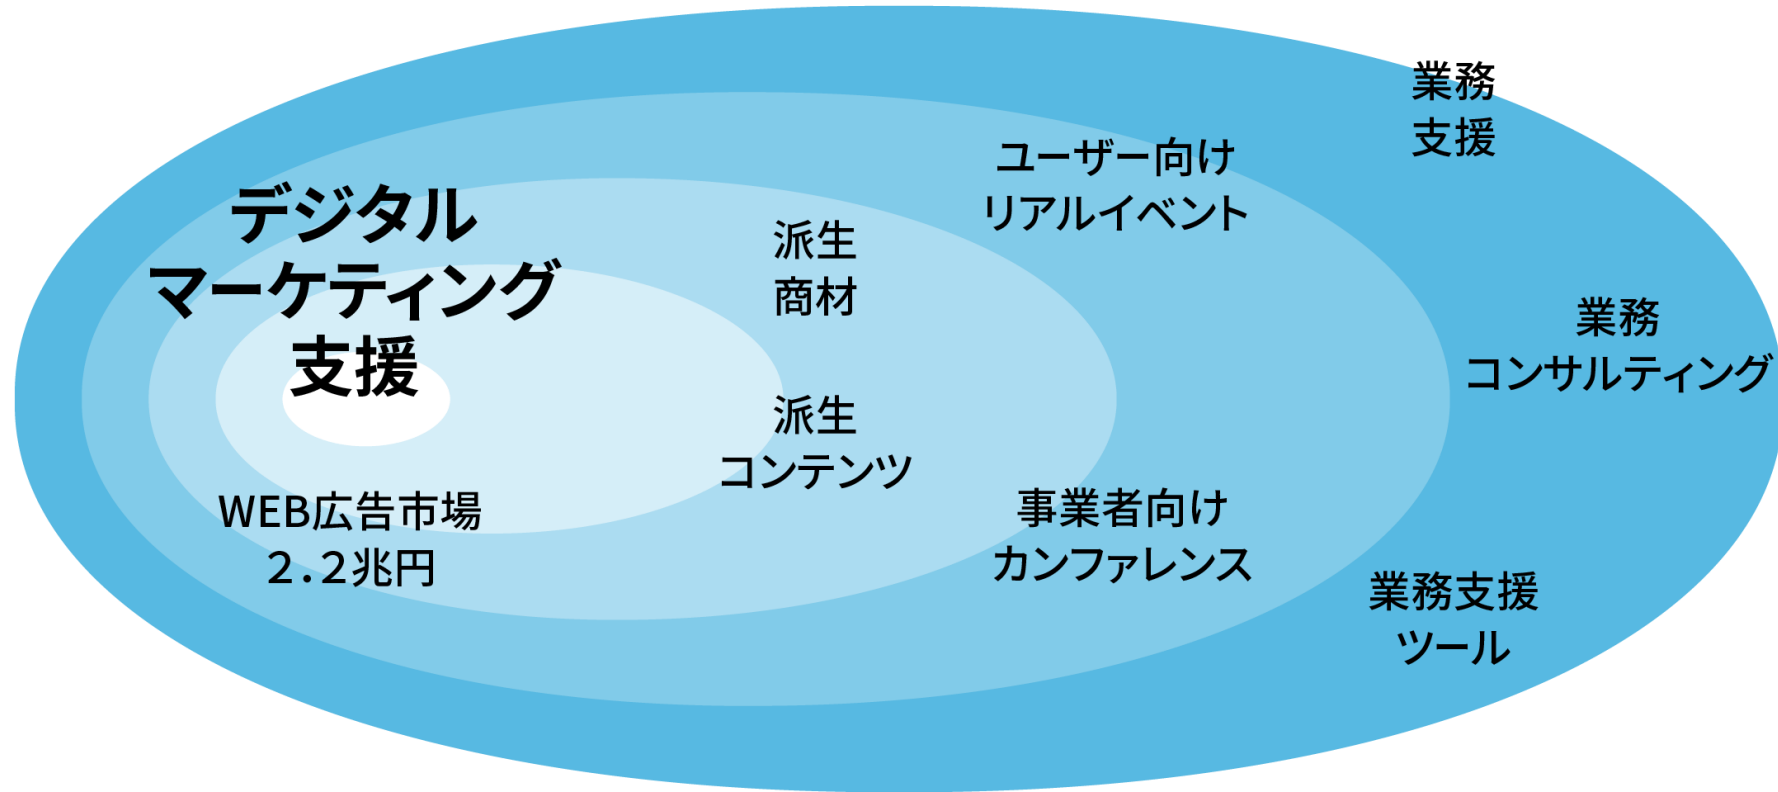 デジタル
マーケティング
支援
WEB広告市場
２.２兆円
派生
商材
派生
コンテンツ
ユーザー向け
リアルイベント
事業者向け
カンファレンス
業務
支援
業務
コンサルティング
業務支援
ツール